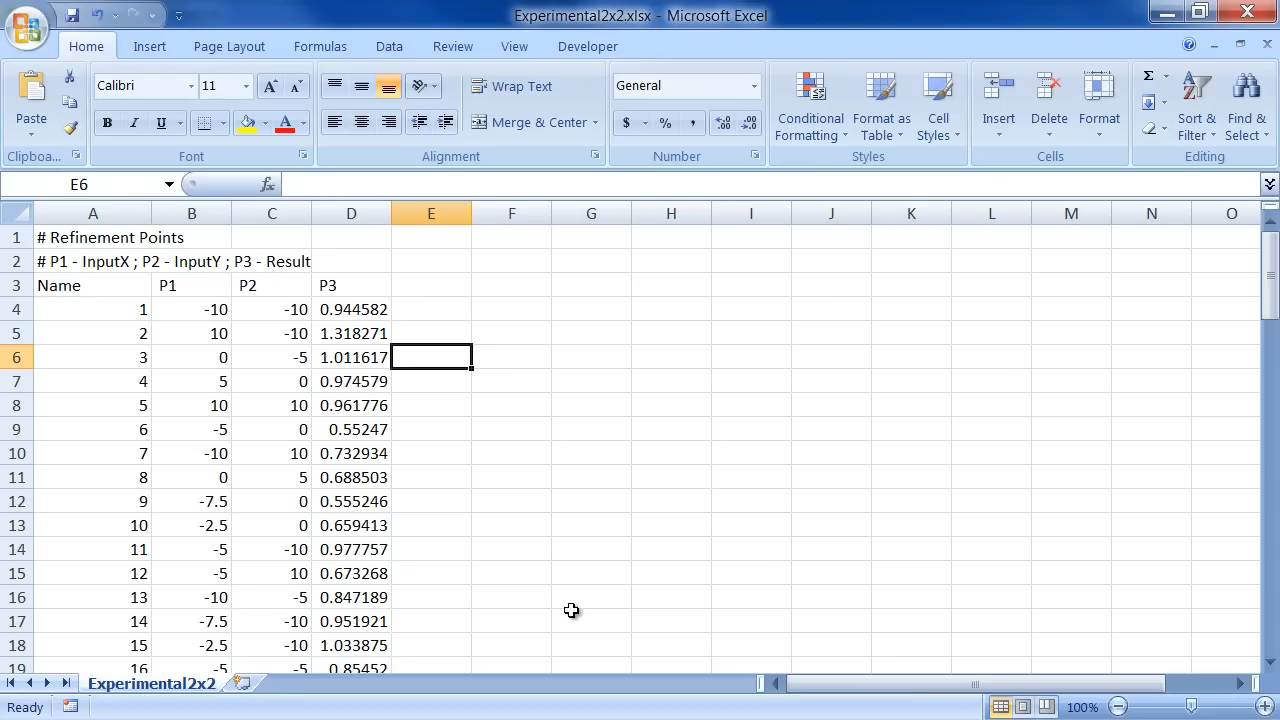 Experimental2x2.xlsx - Microsoft Excel
Home Insert Page Layout Formulas Data Review View Developer
Calibri 11 Wrap Text General
Paste B I U Merge & Center $ % , Conditional Formatting Format as Table Cell Styles Insert Delete Format Sort & Filter Find & Select
Clipboa... Font Alignment Number Styles Cells Editing
E6 fx
A B C D E F G H I J K L M N O
1 # Refinement Points
2 # P1 - InputX ; P2 - InputY ; P3 - Result
3 Name P1 P2 P3
4 1 -10 -10 0.944582
5 2 10 -10 1.318271
6 3 0 -5 1.011617
7 4 5 0 0.974579
8 5 10 10 0.961776
9 6 -5 0 0.55247
10 7 -10 10 0.732934
11 8 0 5 0.688503
12 9 -7.5 0 0.555246
13 10 -2.5 0 0.659413
14 11 -5 -10 0.977757
15 12 -5 10 0.673268
16 13 -10 -5 0.847189
17 14 -7.5 -10 0.951921
18 15 -2.5 -10 1.033875
19 16 -5 -5 0.85452
Experimental2x2
Ready 100%